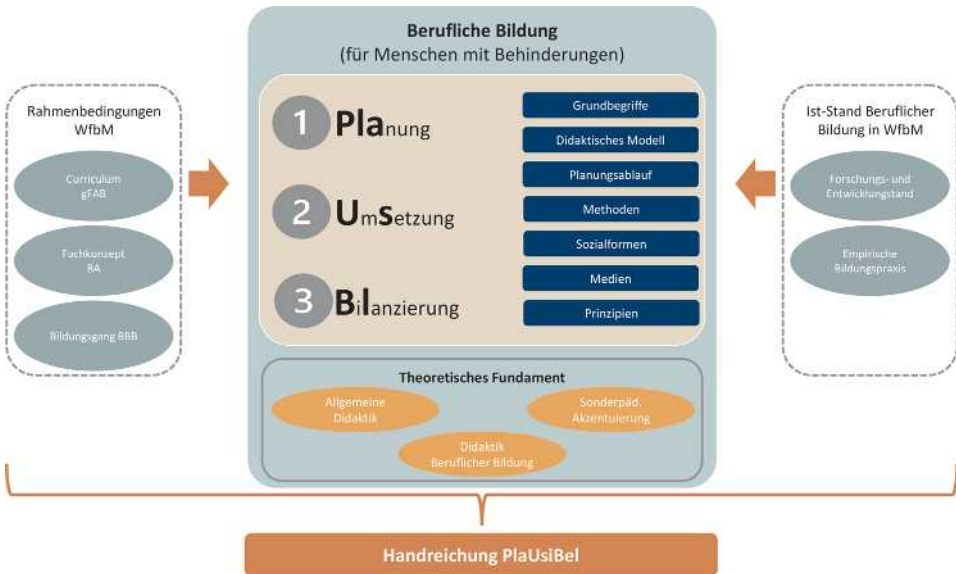 Berufliche Bildung
(für Menschen mit Behinderungen)
Rahmenbedingungen
WfbM
Curriculum
gFAB
Fachkonzept
BA
Bildungsgang BBB
1 Planung
2 UmSetzung
3 Bilanzierung
Grundbegriffe
Didaktisches Modell
Planungsablauf
Methoden
Sozialformen
Medien
Prinzipien
Ist-Stand Beruflicher
Bildung in WfbM
Forschungs- und
Entwicklungstand
Empirische
Bildungspraxis
Theoretisches Fundament
Allgemeine
Didaktik
Sonderpäd.
Akzentuierung
Didaktik
Beruflicher Bildung
Handreichung PlaUsiBel